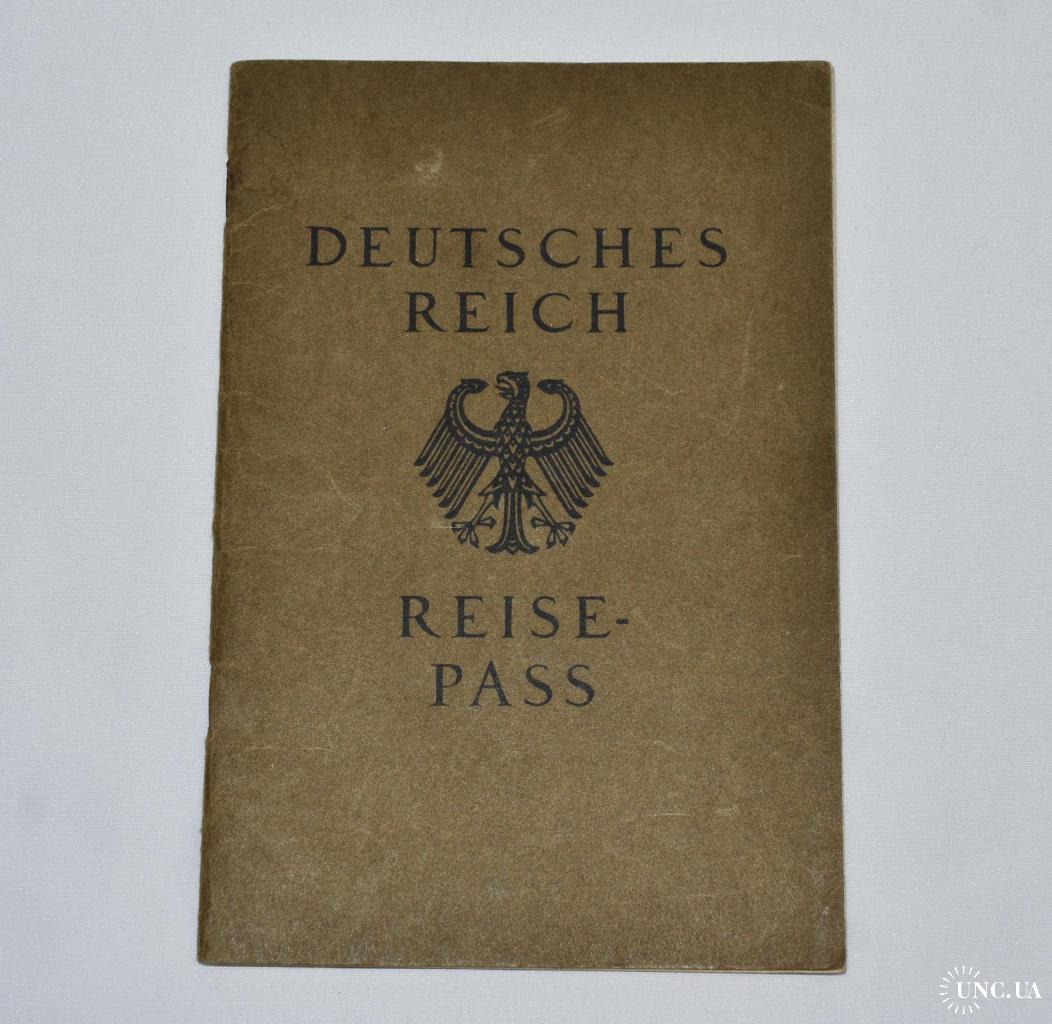 DEUTSCHES
REICH
REISE-
PASS
UNC.UA